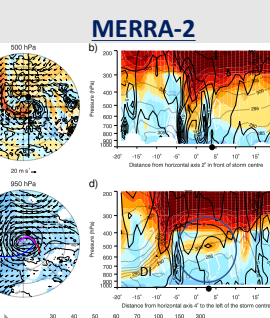 MERRA-2
500 hPa
b)
200
300
400
500
600
700
800
900
1000
Pressure (hPa)
-20˚ -15˚ -10˚ -5˚ 0˚ 5˚ 10˚ 15˚
Distance from horizontal axis 2˚ in front of storm centre
20 m s
950 hPa
d)
200
300
400
500
600
700
800
900
1000
Pressure (hPa)
DI
-20˚ -15˚ -10˚ -5˚ 0˚ 5˚ 10˚ 15˚
Distance from horizontal axis 4˚ to the left of the storm centre
30 40 50 60 70 100 150 300